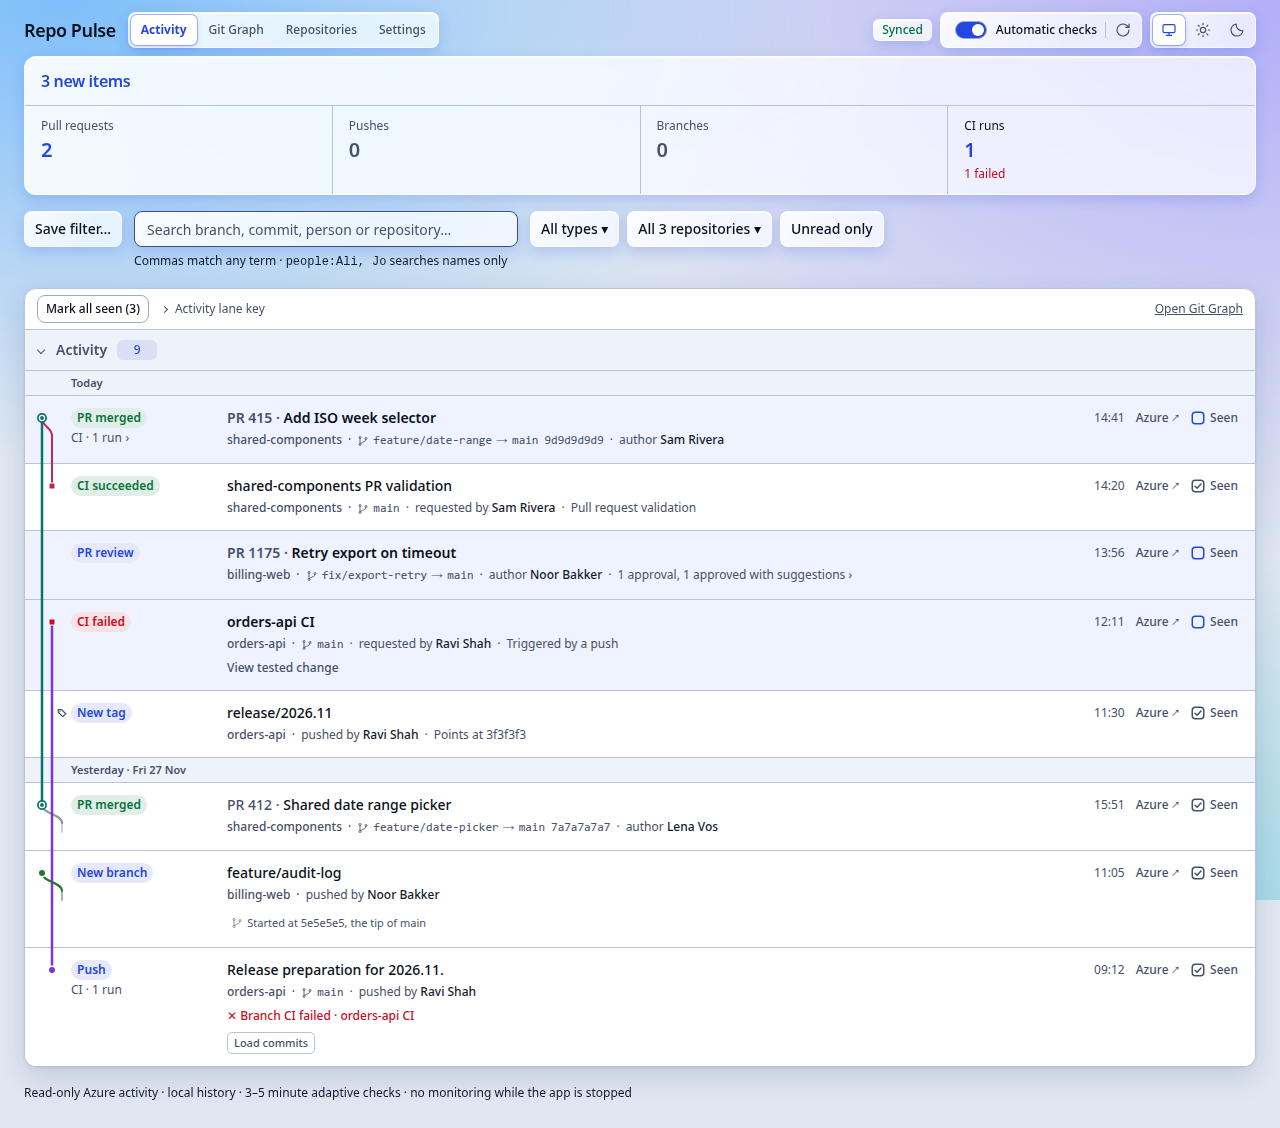 Repo Pulse
Activity
Git Graph
Repositories
Settings
Synced
Automatic checks
3 new items
Pull requests
2
Pushes
0
Branches
0
CI runs
1
1 failed
Save filter...
Search branch, commit, person or repository...
All types ▾
All 3 repositories ▾
Unread only
Commas match any term · people:Ali, Jo searches names only
Mark all seen (3)
› Activity lane key
Open Git Graph
Activity 9
Today
PR merged
CI · 1 run ›
PR 415 · Add ISO week selector
shared-components · feature/date-range → main 9d9d9d9d9 · author Sam Rivera
14:41 Azure ↗ Seen
CI succeeded
shared-components PR validation
shared-components · main · requested by Sam Rivera · Pull request validation
14:20 Azure ↗ Seen
PR review
PR 1175 · Retry export on timeout
billing-web · fix/export-retry → main · author Noor Bakker · 1 approval, 1 approved with suggestions ›
13:56 Azure ↗ Seen
CI failed
orders-api CI
orders-api · main · requested by Ravi Shah · Triggered by a push
View tested change
12:11 Azure ↗ Seen
New tag
release/2026.11
orders-api · pushed by Ravi Shah · Points at 3f3f3f3
11:30 Azure ↗ Seen
Yesterday · Fri 27 Nov
PR merged
PR 412 · Shared date range picker
shared-components · feature/date-picker → main 7a7a7a7a7 · author Lena Vos
15:51 Azure ↗ Seen
New branch
feature/audit-log
billing-web · pushed by Noor Bakker
Started at 5e5e5e5, the tip of main
11:05 Azure ↗ Seen
Push
CI · 1 run
Release preparation for 2026.11.
orders-api · main · pushed by Ravi Shah
✕ Branch CI failed · orders-api CI
Load commits
09:12 Azure ↗ Seen
Read-only Azure activity · local history · 3–5 minute adaptive checks · no monitoring while the app is stopped